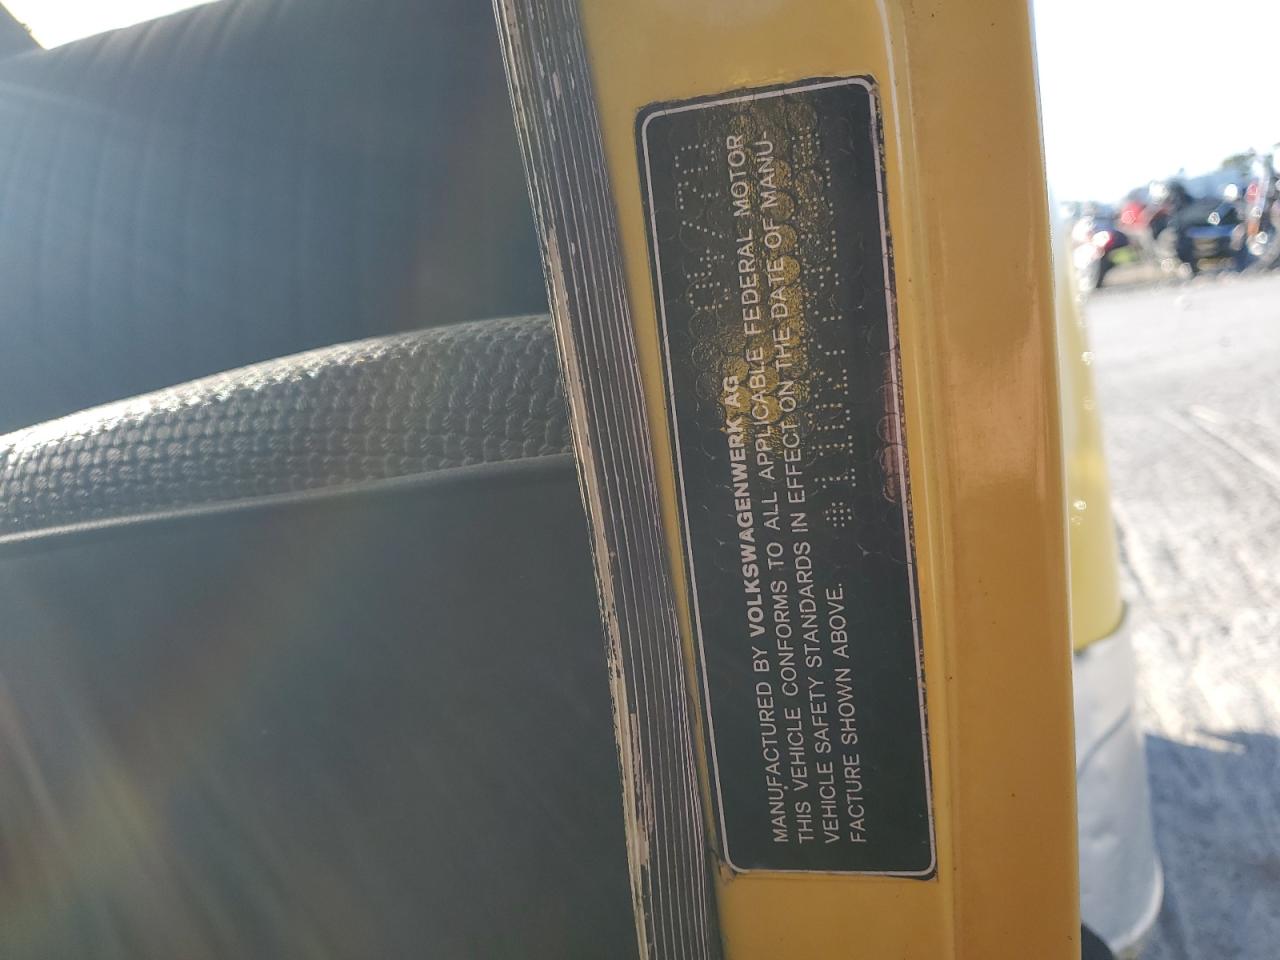 MANUFACTURED BY VOLKSWAGENWERK AG
THIS VEHICLE CONFORMS TO ALL APPLICABLE FEDERAL MOTOR
VEHICLE SAFETY STANDARDS IN EFFECT ON THE DATE OF MANU-
FACTURE SHOWN ABOVE.